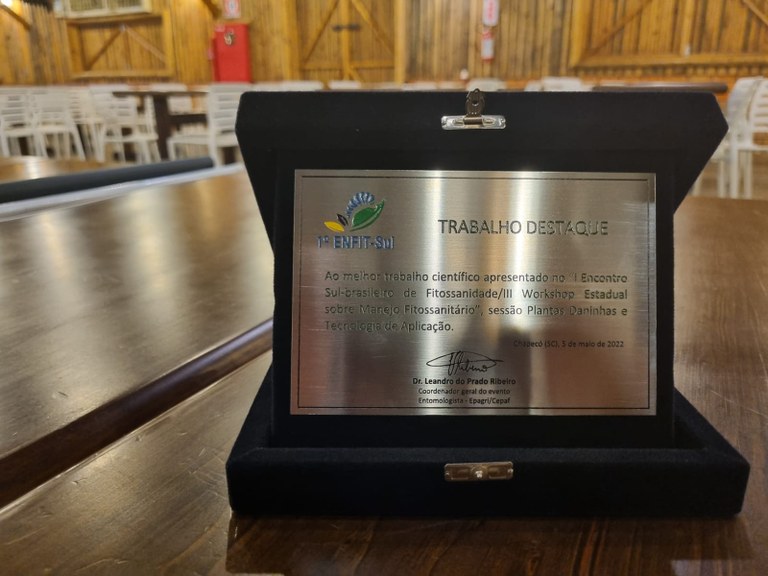 1º ENFIT-Sul
TRABALHO DESTAQUE
Ao melhor trabalho científico apresentado no "I Encontro
Sul-brasileiro de Fitossanidade/III Workshop Estadual
sobre Manejo Fitossanitário", sessão Plantas Daninhas e
Tecnologia de Aplicação.
Chapecó (SC), 5 de maio de 2022
Dr. Leandro do Prado Ribeiro
Coordenador geral do evento
Entomologista - Epagri/Cepaf